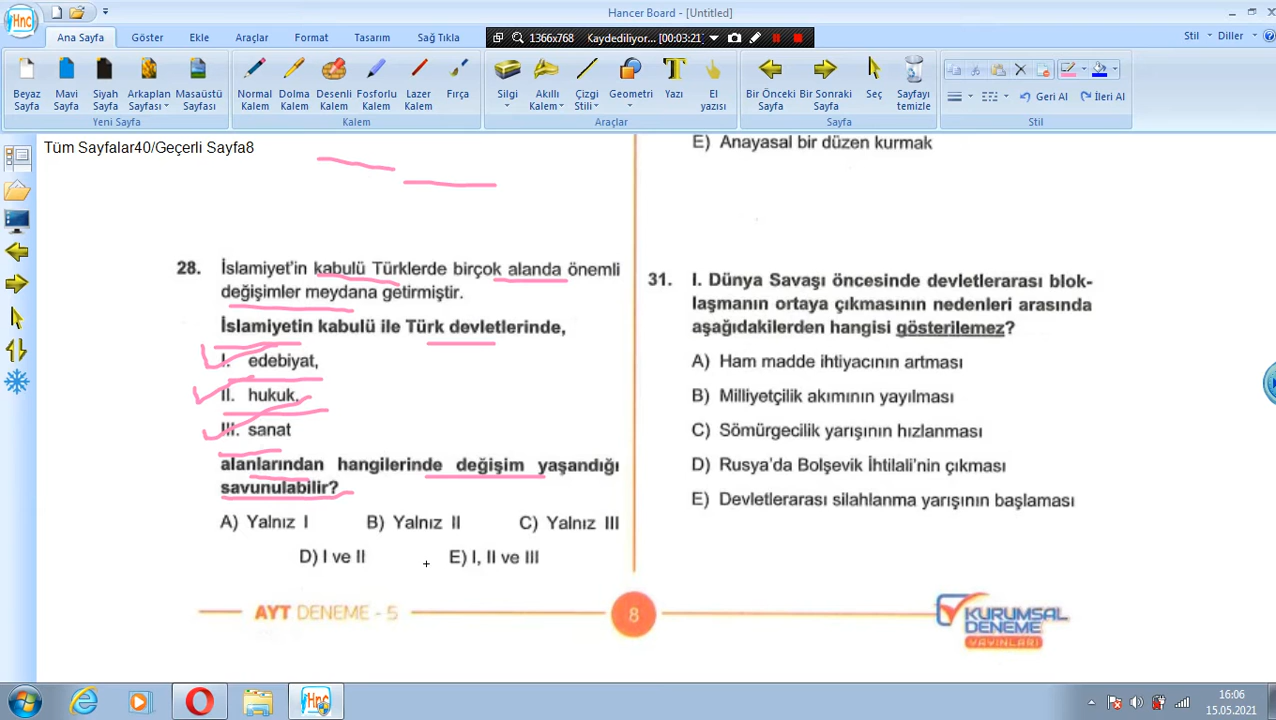 Hancer Board - [Untitled]
Hnc
Ana Sayfa
Göster
Ekle
Araçlar
Format
Tasarım
Sağ Tıkla
1366x768
Kaydediliyor... [00:03:21]
Stil
Diller
Beyaz Sayfa
Mavi Sayfa
Siyah Sayfa
Arkaplan Sayfası
Masaüstü Sayfası
Normal Kalem
Dolma Kalem
Desenli Kalem
Fosforlu Kalem
Lazer Kalem
Fırça
Silgi
Akıllı Kalem
Çizgi Stili
Geometri
Yazı
El yazısı
Bir Önceki Sayfa
Bir Sonraki Sayfa
Seç
Sayfayı temizle
Geri Al
İleri Al
Yeni Sayfa
Kalem
Araçlar
Sayfa
Stil
Tüm Sayfalar40/Geçerli Sayfa8
28. İslamiyet'in kabulü Türklerde birçok alanda önemli
değişimler meydana getirmiştir.
İslamiyetin kabulü ile Türk devletlerinde,
I. edebiyat,
II. hukuk,
III. sanat
alanlarından hangilerinde değişim yaşandığı
savunulabilir?
A) Yalnız I B) Yalnız II C) Yalnız III
D) I ve II E) I, II ve III
E) Anayasal bir düzen kurmak
31. I. Dünya Savaşı öncesinde devletlerarası blok-
laşmanın ortaya çıkmasının nedenleri arasında
aşağıdakilerden hangisi gösterilemez?
A) Ham madde ihtiyacının artması
B) Milliyetçilik akımının yayılması
C) Sömürgecilik yarışının hızlanması
D) Rusya'da Bolşevik İhtilali'nin çıkması
E) Devletlerarası silahlanma yarışının başlaması
AYT DENEME - 5
8
KURUMSAL
DENEME
YAYINLARI
Hnc
16:06
15.05.2021